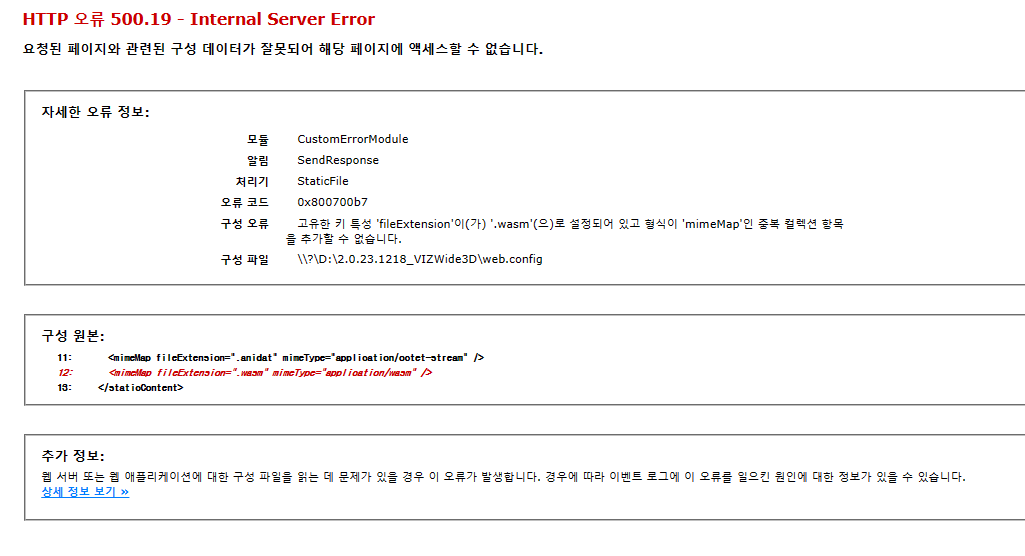 HTTP 오류 500.19 - Internal Server Error
요청된 페이지와 관련된 구성 데이터가 잘못되어 해당 페이지에 액세스할 수 없습니다.
자세한 오류 정보:
모듈 CustomErrorModule
알림 SendResponse
처리기 StaticFile
오류 코드 0x800700b7
구성 오류 고유한 키 특성 'fileExtension'이(가) '.wasm'(으)로 설정되어 있고 형식이 'mimeMap'인 중복 컬렉션 항목
을 추가할 수 없습니다.
구성 파일 \\?\D:\2.0.23.1218_VIZWide3D\web.config
구성 원본:
11: <mimeMap fileExtension=".anidat" mimeType="application/octet-stream" />
12: <mimeMap fileExtension=".wasm" mimeType="application/wasm" />
13: </staticContent>
추가 정보:
웹 서버 또는 웹 애플리케이션에 대한 구성 파일을 읽는 데 문제가 있을 경우 이 오류가 발생합니다. 경우에 따라 이벤트 로그에 이 오류를 일으킨 원인에 대한 정보가 있을 수 있습니다.
상세 정보 보기 »